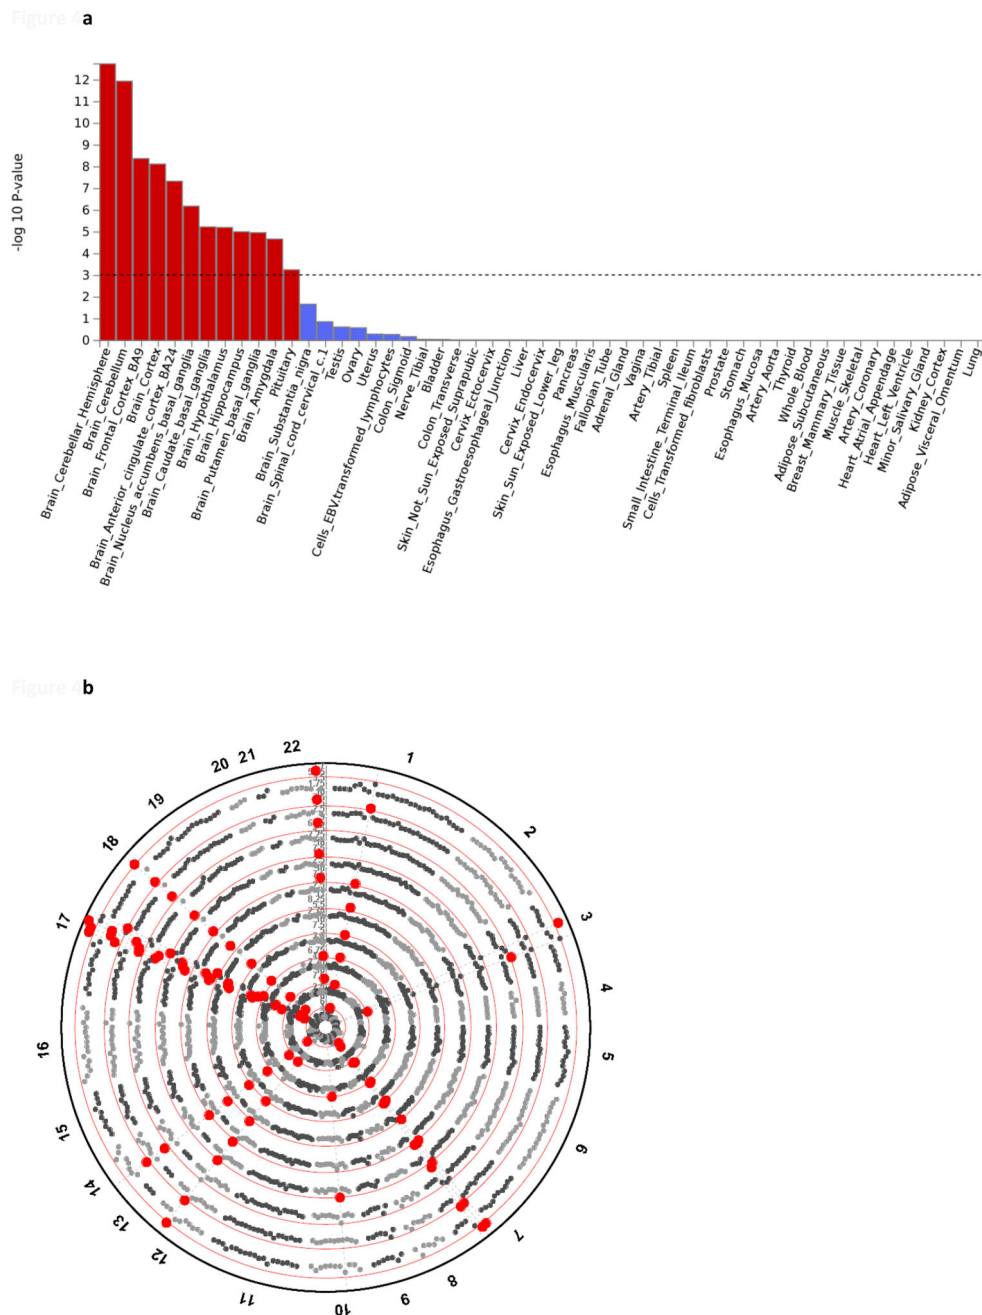 Figure 4a
12
11
10
9
8
7
6
5
4
3
2
1
0
-log 10 P-value
Brain_Cerebellar_Hemisphere
Brain_Cerebellum
Brain_Frontal_Cortex_BA9
Brain_Cortex
Brain_Anterior_cingulate_cortex_BA24
Brain_Nucleus_accumbens_basal_ganglia
Brain_Caudate_basal_ganglia
Brain_Hypothalamus
Brain_Hippocampus
Brain_Putamen_basal_ganglia
Brain_Amygdala
Pituitary
Brain_Substantia_nigra
Brain_Spinal_cord_cervical_c.1
Testis
Ovary
Uterus
Cells_EBV.transformed_lymphocytes
Colon_Sigmoid
Nerve_Tibial
Bladder
Colon_Transverse
Skin_Not_Sun_Exposed_Suprapubic
Cervix_Ectocervix
Esophagus_Gastroesophageal_Junction
Liver
Cervix_Endocervix
Skin_Sun_Exposed_Lower_leg
Pancreas
Esophagus_Muscularis
Fallopian_Tube
Adrenal_Gland
Vagina
Artery_Tibial
Spleen
Small_Intestine_Terminal_Ileum
Cells_Transformed_fibroblasts
Prostate
Stomach
Esophagus_Mucosa
Artery_Aorta
Thyroid
Whole_Blood
Adipose_Subcutaneous
Breast_Mammary_Tissue
Muscle_Skeletal
Artery_Coronary
Heart_Atrial_Appendage
Heart_Left_Ventricle
Minor_Salivary_Gland
Kidney_Cortex
Adipose_Visceral_Omentum
Lung
Figure 4b
1
2
3
4
5
6
7
8
9
10
11
12
13
14
15
16
17
18
19
20
21
22